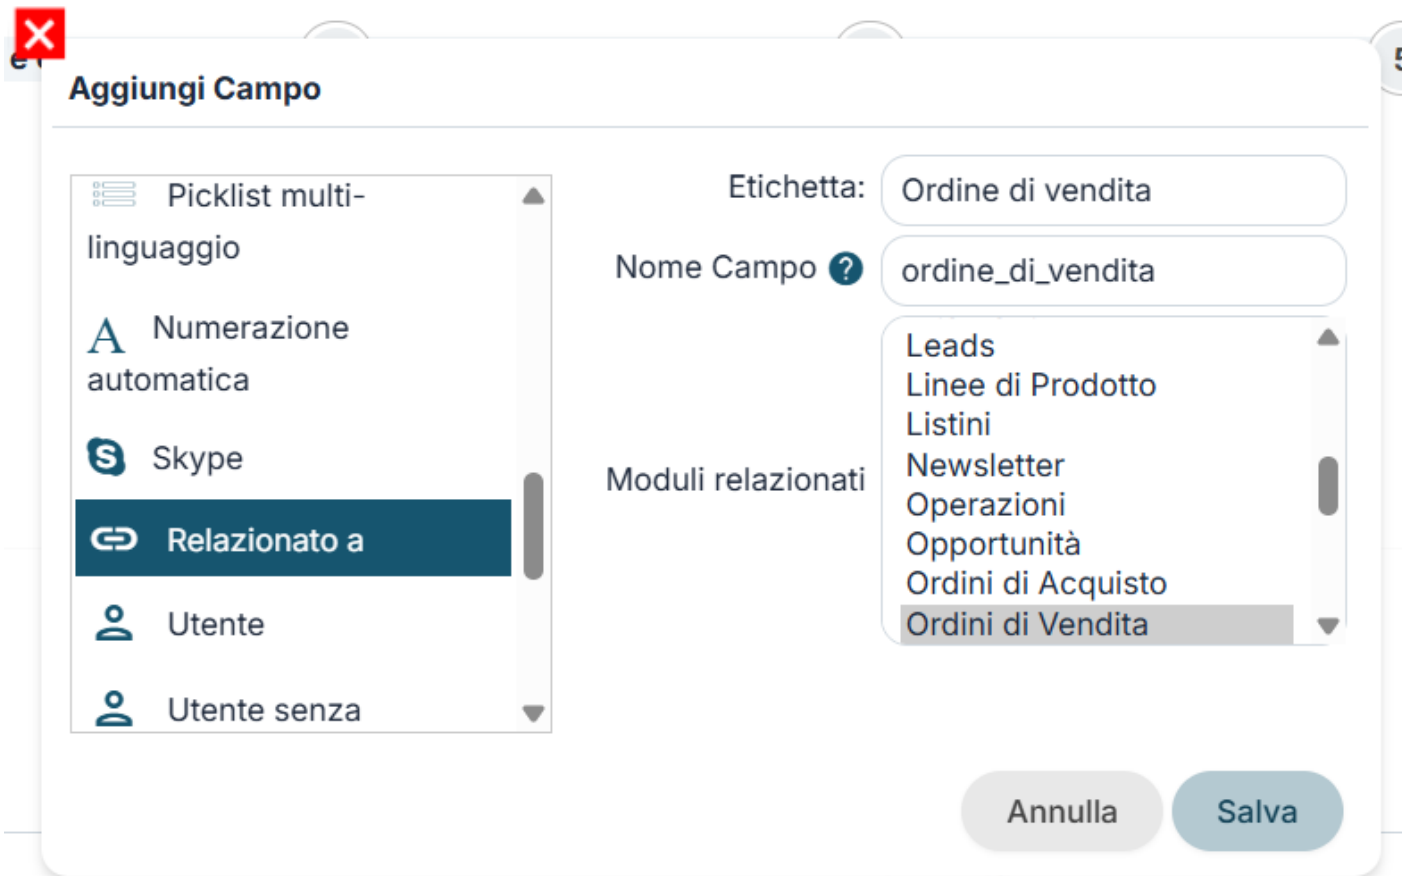 Aggiungi Campo
Picklist multi-
linguaggio
Numerazione
automatica
Skype
Relazionato a
Utente
Utente senza
Etichetta:
Ordine di vendita
Nome Campo ?
ordine_di_vendita
Moduli relazionati
Leads
Linee di Prodotto
Listini
Newsletter
Operazioni
Opportunità
Ordini di Acquisto
Ordini di Vendita
Annulla
Salva